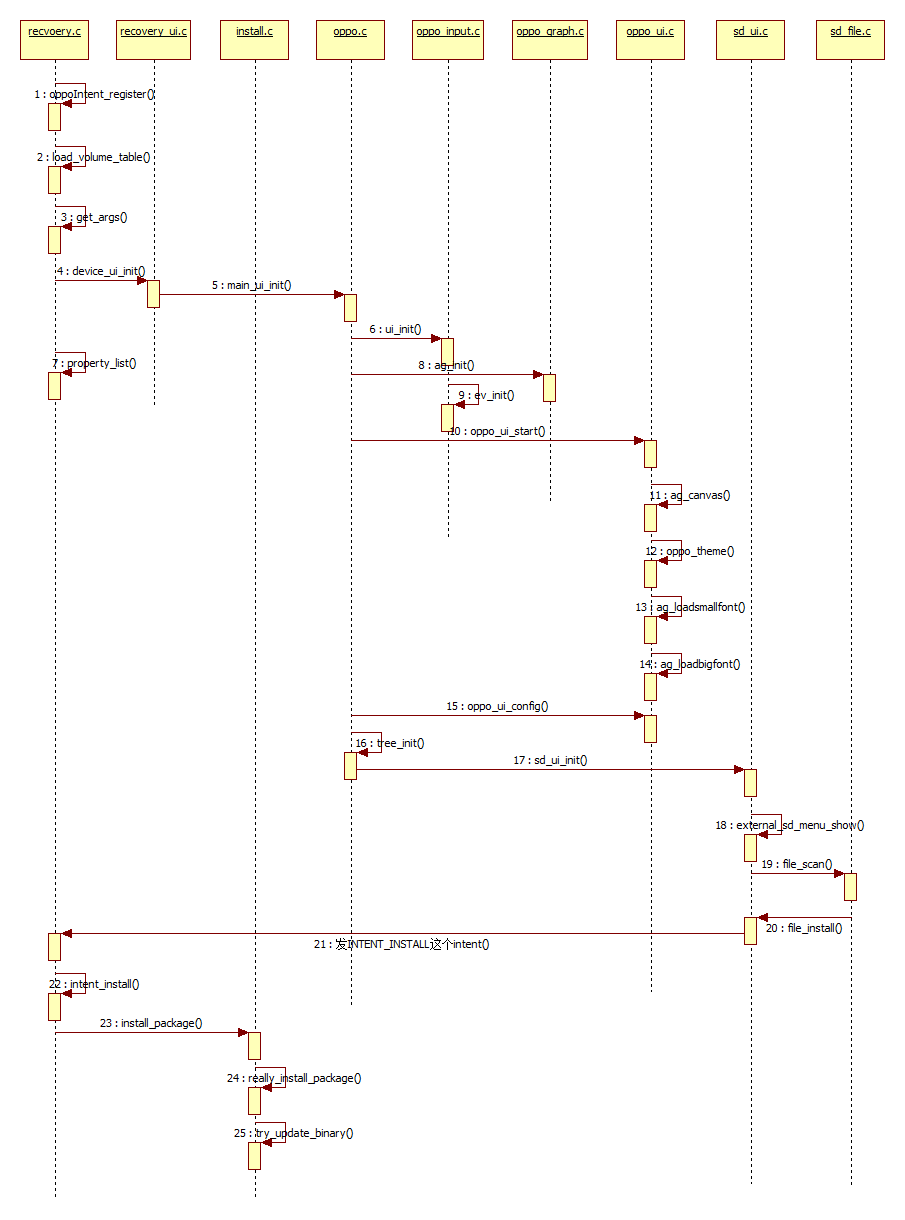 recvoery.c
recovery_ui.c
install.c
oppo.c
oppo_input.c
oppo_graph.c
oppo_ui.c
sd_ui.c
sd_file.c
1 : oppoIntent_register()
2 : load_volume_table()
3 : get_args()
4 : device_ui_init()
5 : main_ui_init()
6 : ui_init()
7 : property_list()
8 : ag_init()
9 : ev_init()
10 : oppo_ui_start()
11 : ag_canvas()
12 : oppo_theme()
13 : ag_loadsmallfont()
14 : ag_loadbigfont()
15 : oppo_ui_config()
16 : tree_init()
17 : sd_ui_init()
18 : external_sd_menu_show()
19 : file_scan()
20 : file_install()
21 : 发INTENT_INSTALL这个intent()
22 : intent_install()
23 : install_package()
24 : really_install_package()
25 : try_update_binary()